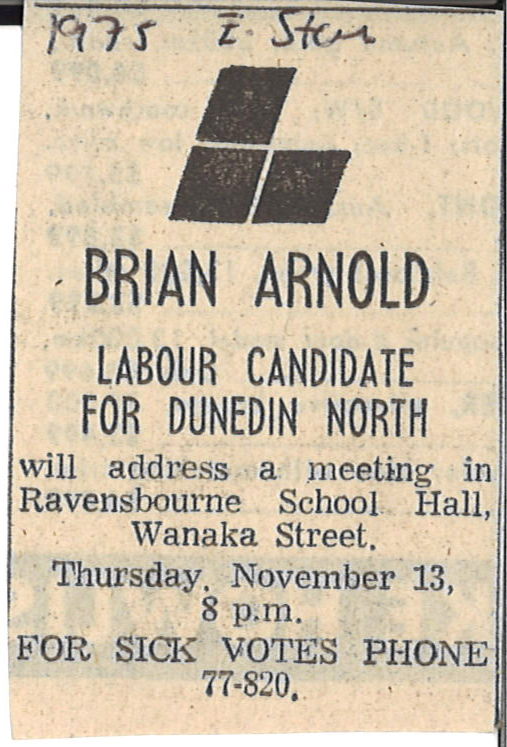 1975 E. Star
BRIAN ARNOLD
LABOUR CANDIDATE
FOR DUNEDIN NORTH
will address a meeting in
Ravensbourne School Hall,
Wanaka Street.
Thursday, November 13,
8 p.m.
FOR SICK VOTES PHONE
77-820.